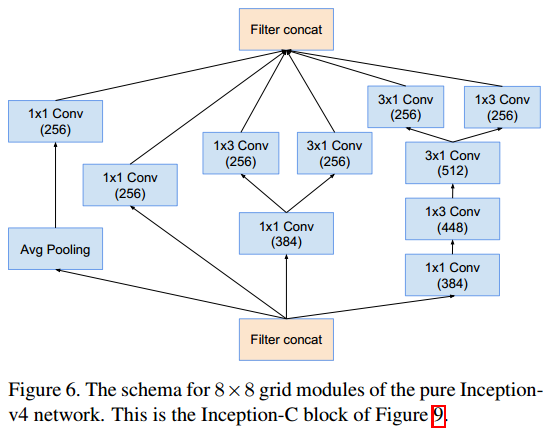 Filter concat
3x1 Conv
(256)
1x3 Conv
(256)
1x1 Conv
(256)
1x3 Conv
(256)
3x1 Conv
(256)
3x1 Conv
(512)
1x1 Conv
(256)
1x3 Conv
(448)
1x1 Conv
(384)
Avg Pooling
1x1 Conv
(384)
Filter concat
Figure 6. The schema for 8 × 8 grid modules of the pure Inception-
v4 network. This is the Inception-C block of Figure 9.